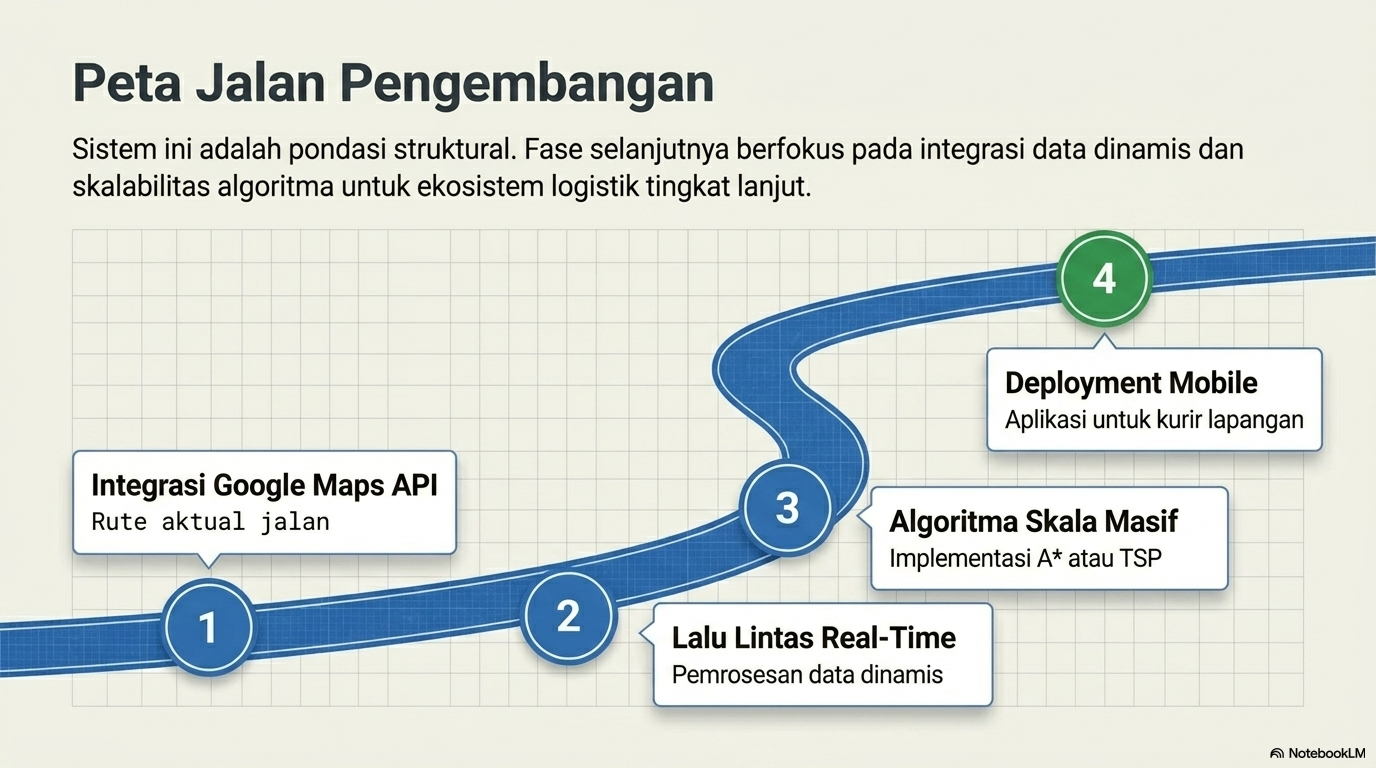 Peta Jalan Pengembangan
Sistem ini adalah pondasi struktural. Fase selanjutnya berfokus pada integrasi data dinamis dan
skalabilitas algoritma untuk ekosistem logistik tingkat lanjut.
Integrasi Google Maps API
Rute aktual jalan
1
2
Lalu Lintas Real-Time
Pemrosesan data dinamis
3
Algoritma Skala Masif
Implementasi A* atau TSP
4
Deployment Mobile
Aplikasi untuk kurir lapangan
NotebookLM